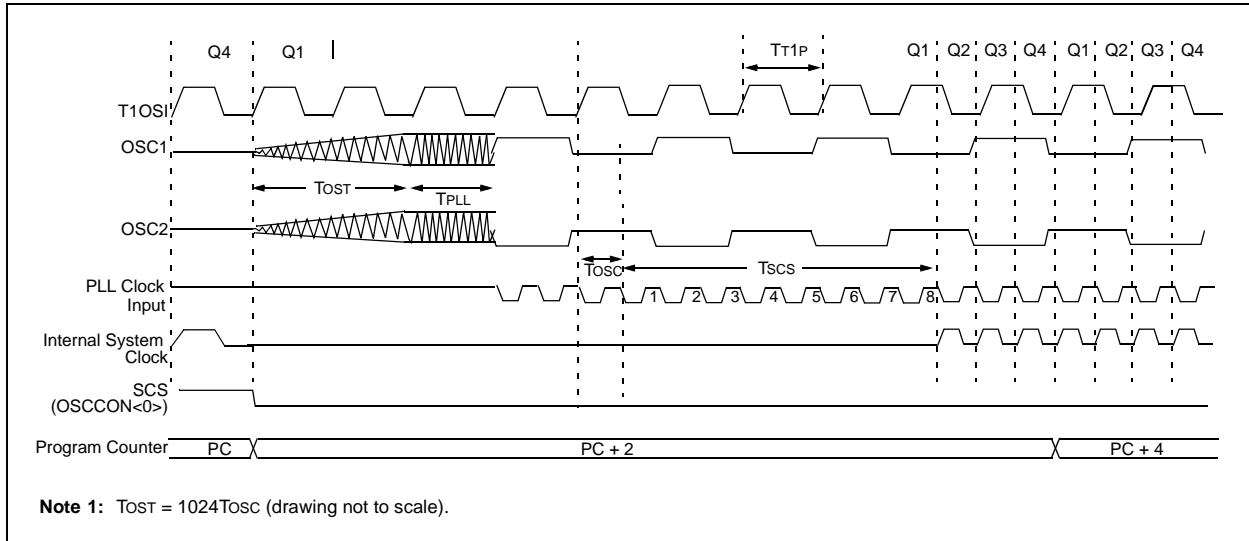 Q4 Q1 TT1P Q1 Q2 Q3 Q4 Q1 Q2 Q3 Q4
T1OSI
OSC1
TOST TPLL
OSC2
TOSC TSCS
PLL Clock
Input
1 2 3 4 5 6 7 8
Internal System
Clock
SCS
(OSCCON<0>)
Program Counter PC PC + 2 PC + 4
Note 1: TOST = 1024TOSC (drawing not to scale).